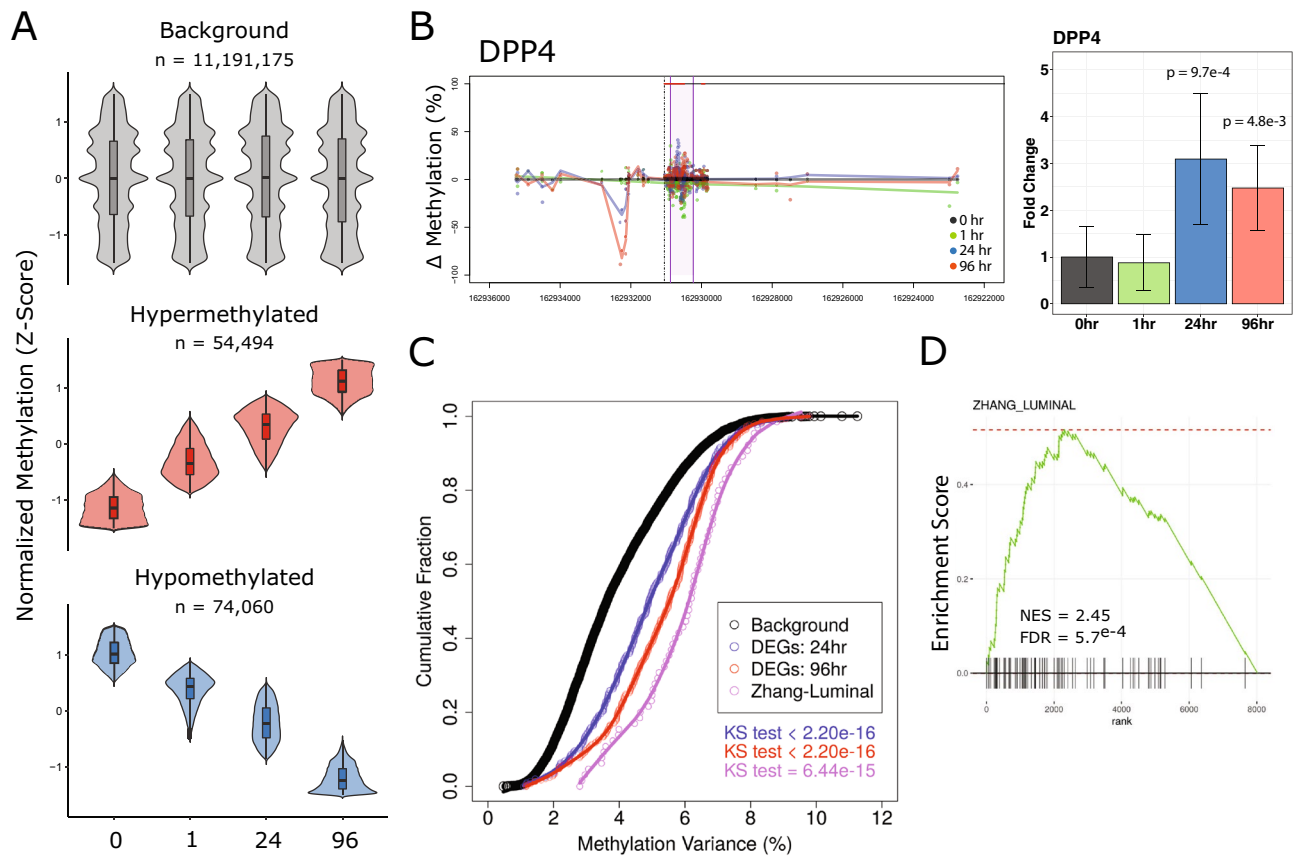 A
Normalized Methylation (Z-Score)
Background
n = 11,191,175
1
0
−1
Hypermethylated
n = 54,494
1
0
−1
Hypomethylated
n = 74,060
1
0
−1
0 1 24 96
B
DPP4
Δ Methylation (%)
100
50
0
−50
−100
0 hr
1 hr
24 hr
96 hr
162936000 162934000 162932000 162930000 162928000 162926000 162924000 162922000
DPP4
Fold Change
5
4
3
2
1
0
p = 9.7e-4
p = 4.8e-3
0hr 1hr 24hr 96hr
C
Cumulative Fraction
1.0
0.8
0.6
0.4
0.2
0.0
Background
DEGs: 24hr
DEGs: 96hr
Zhang-Luminal
KS test < 2.20e-16
KS test < 2.20e-16
KS test = 6.44e-15
0 2 4 6 8 10 12
Methylation Variance (%)
D
ZHANG_LUMINAL
Enrichment Score
0.4
0.2
0.0
NES = 2.45
FDR = 5.7e-4
0 2000 4000 6000 8000
rank